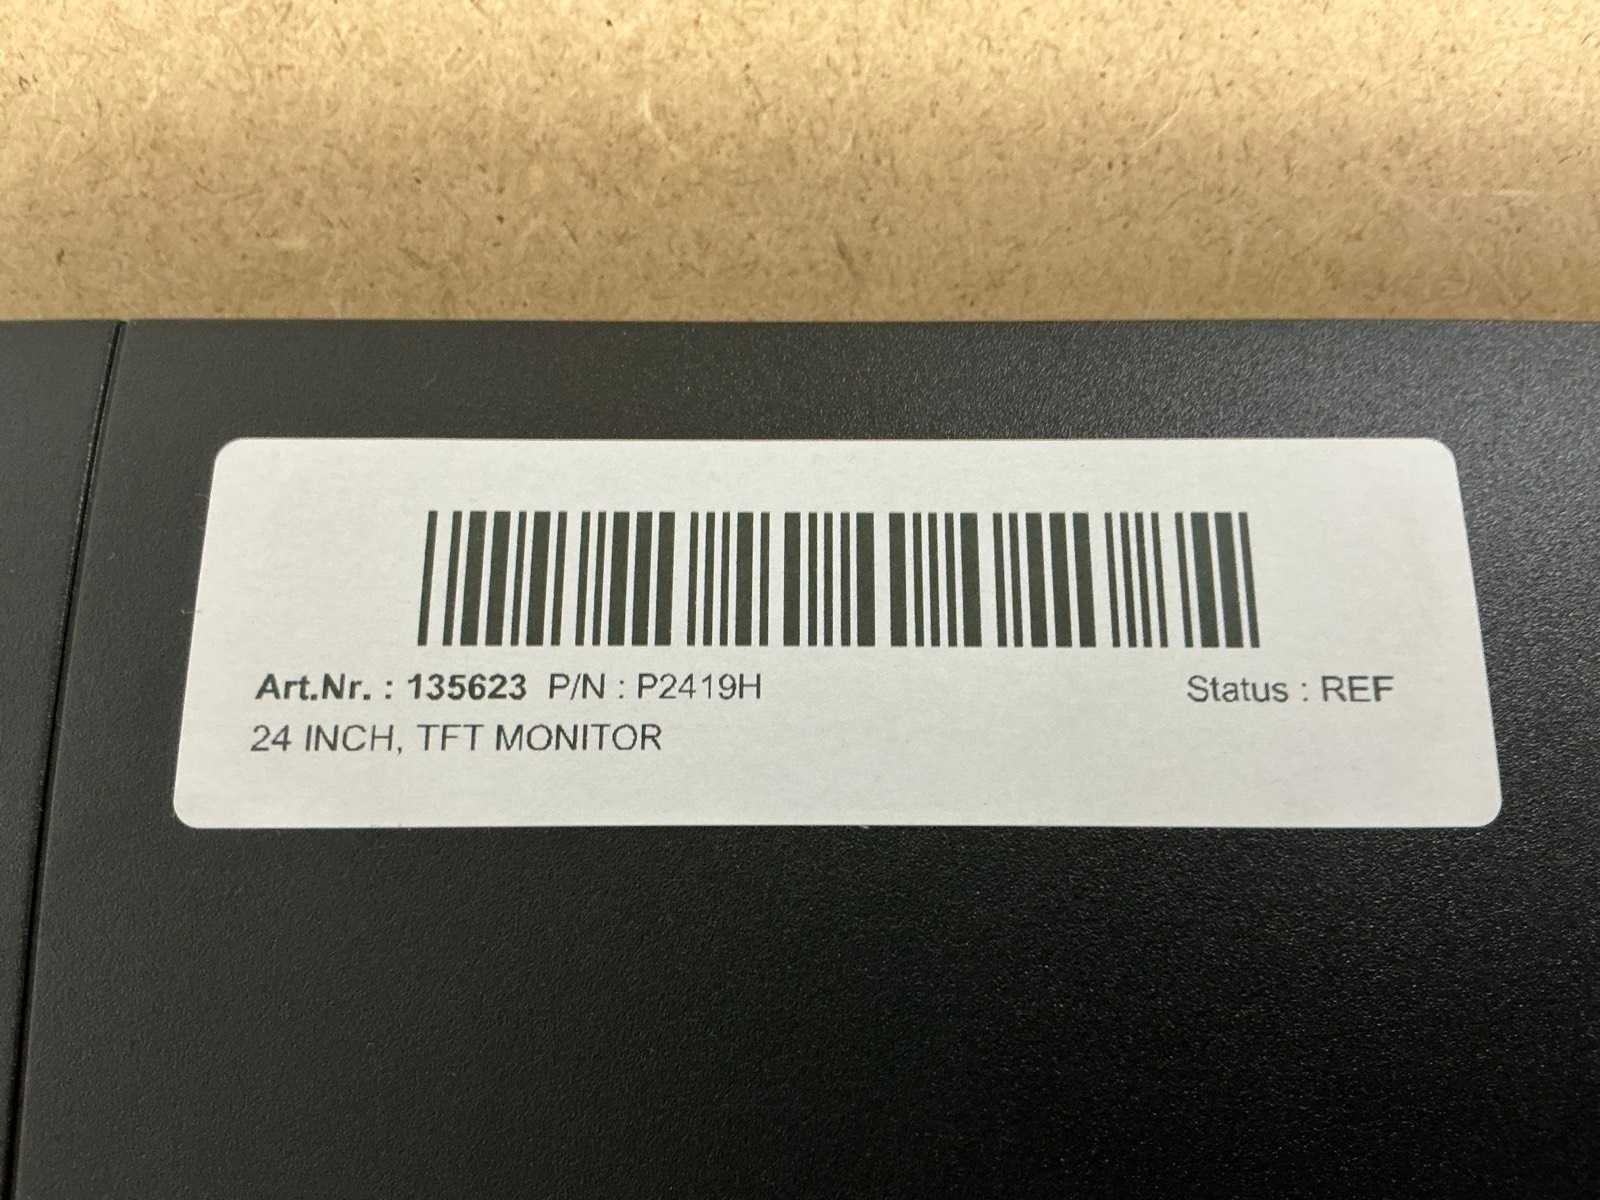 Art.Nr. : 135623 P/N : P2419H Status : REF
24 INCH, TFT MONITOR